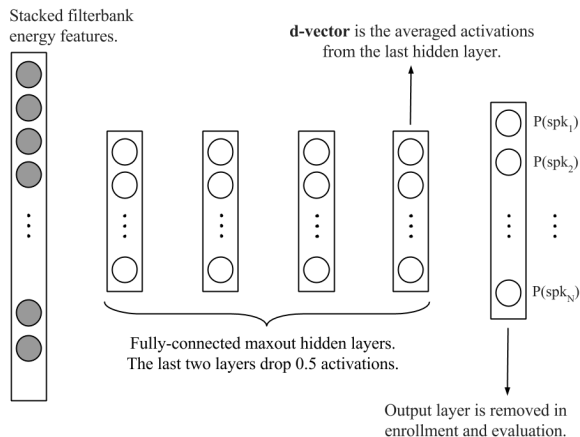 Stacked filterbank
energy features.
d-vector is the averaged activations
from the last hidden layer.
P(spk₁)
P(spk₂)
P(spk_N)
Fully-connected maxout hidden layers.
The last two layers drop 0.5 activations.
Output layer is removed in
enrollment and evaluation.